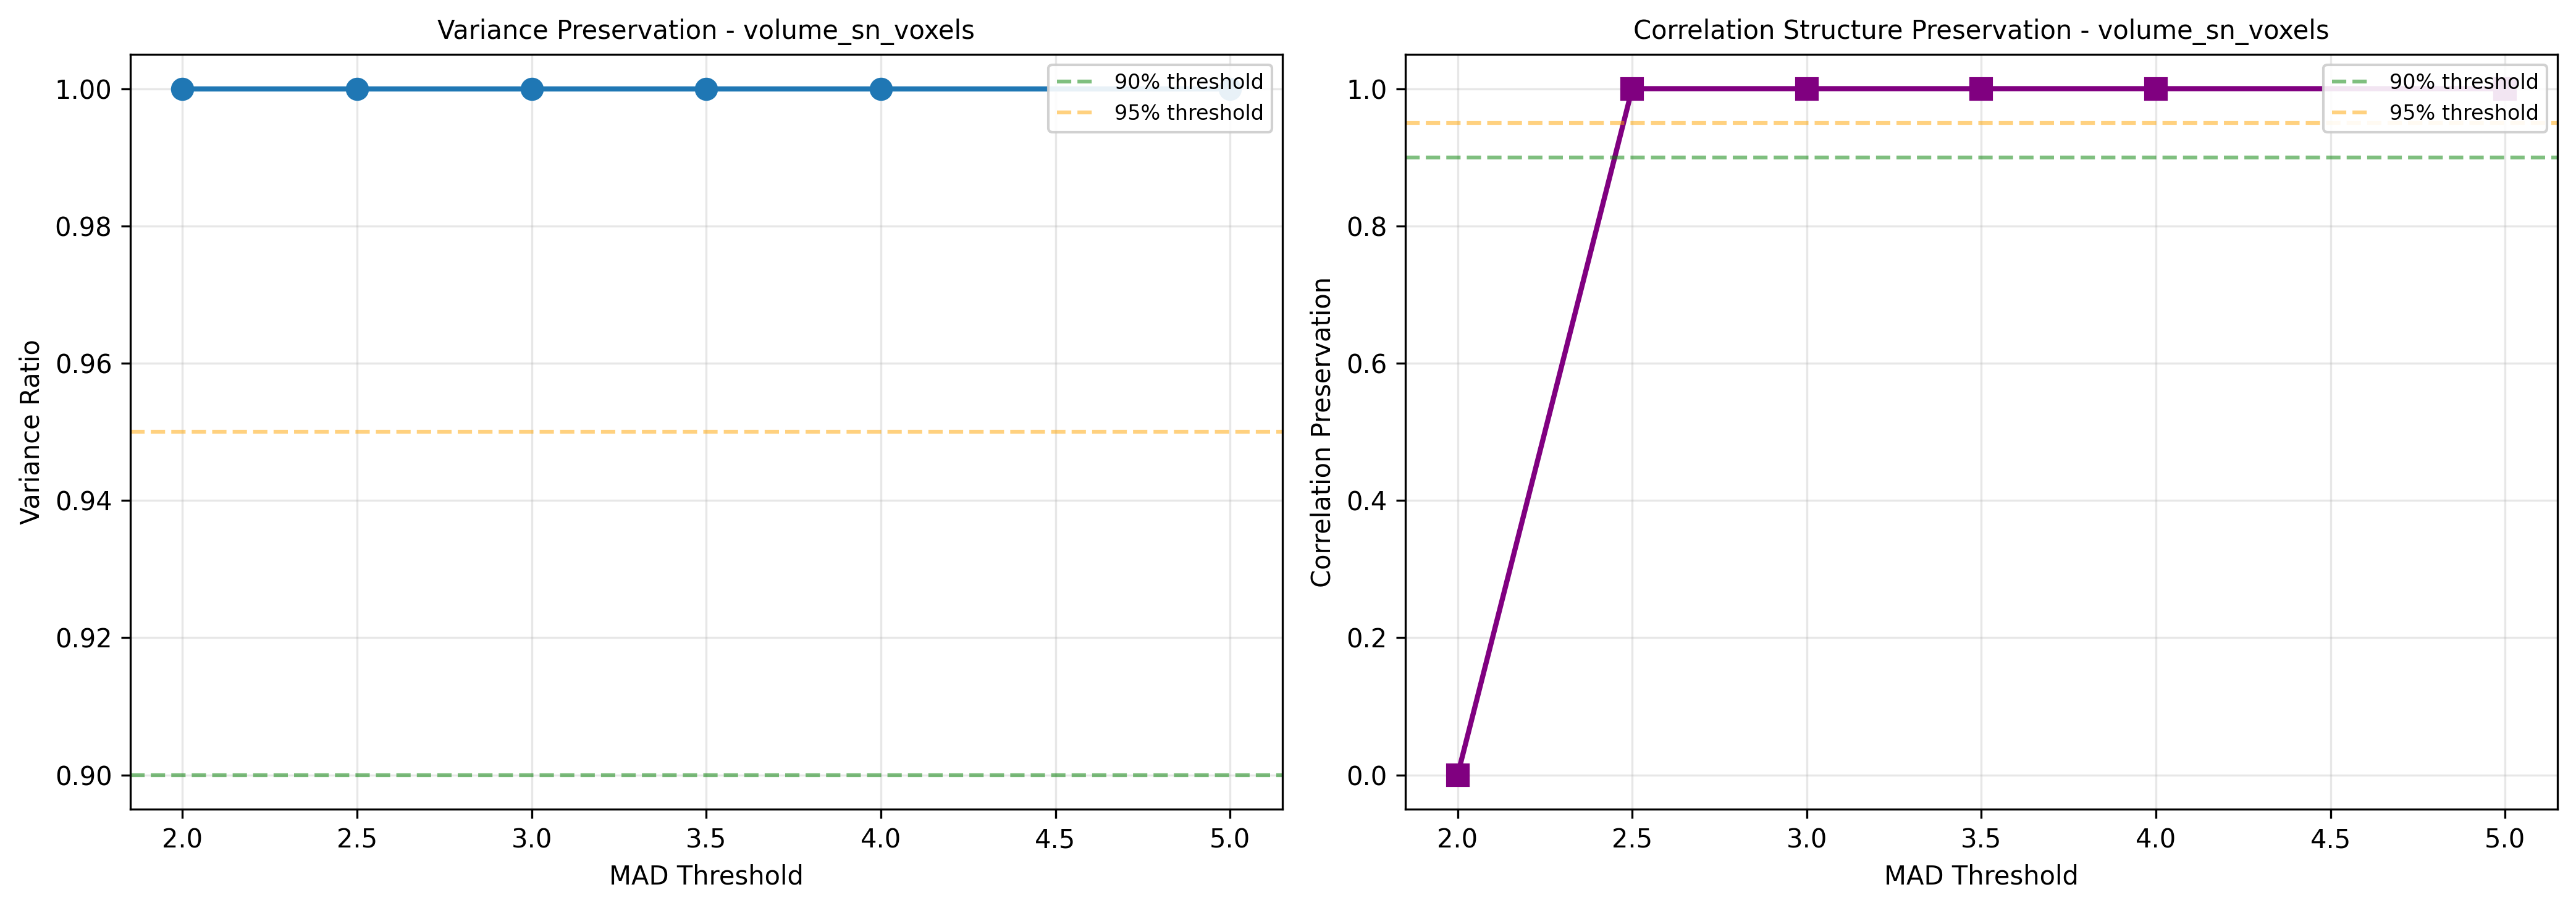 Variance Preservation - volume_sn_voxels
1.00
0.98
0.96
0.94
0.92
0.90
Variance Ratio
90% threshold
95% threshold
2.0 2.5 3.0 3.5 4.0 4.5 5.0
MAD Threshold
Correlation Structure Preservation - volume_sn_voxels
1.0
0.8
0.6
0.4
0.2
0.0
Correlation Preservation
90% threshold
95% threshold
2.0 2.5 3.0 3.5 4.0 4.5 5.0
MAD Threshold